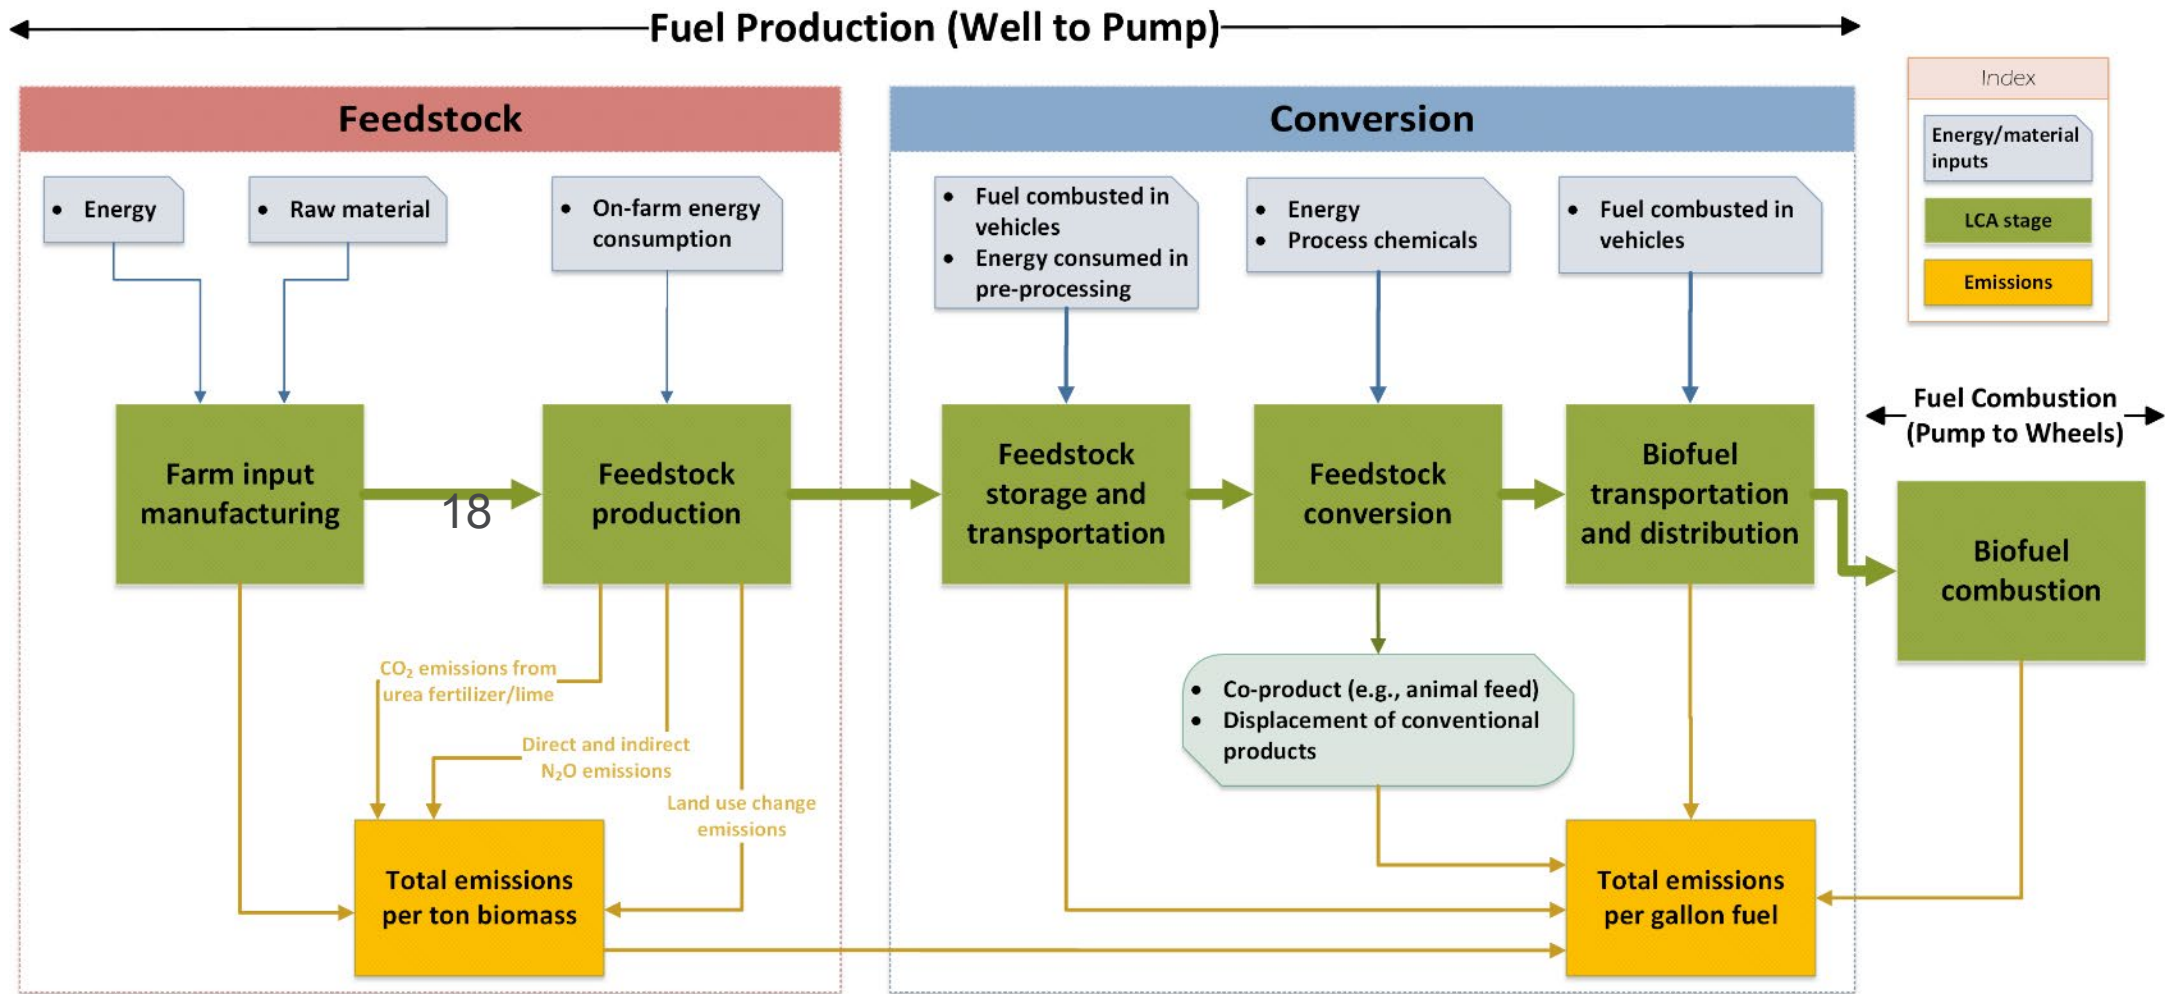 Fuel Production (Well to Pump)
Index
Energy/material
inputs
LCA stage
Emissions
Feedstock
Conversion
• Energy
• Raw material
• On-farm energy
consumption
• Fuel combusted in
vehicles
• Energy consumed in
pre-processing
• Energy
• Process chemicals
• Fuel combusted in
vehicles
Fuel Combustion
(Pump to Wheels)
Farm input
manufacturing
18
Feedstock
production
Feedstock
storage and
transportation
Feedstock
conversion
Biofuel
transportation
and distribution
Biofuel
combustion
CO₂ emissions from
urea fertilizer/lime
Direct and indirect
N₂O emissions
Land use change
emissions
• Co-product (e.g., animal feed)
• Displacement of conventional
products
Total emissions
per ton biomass
Total emissions
per gallon fuel